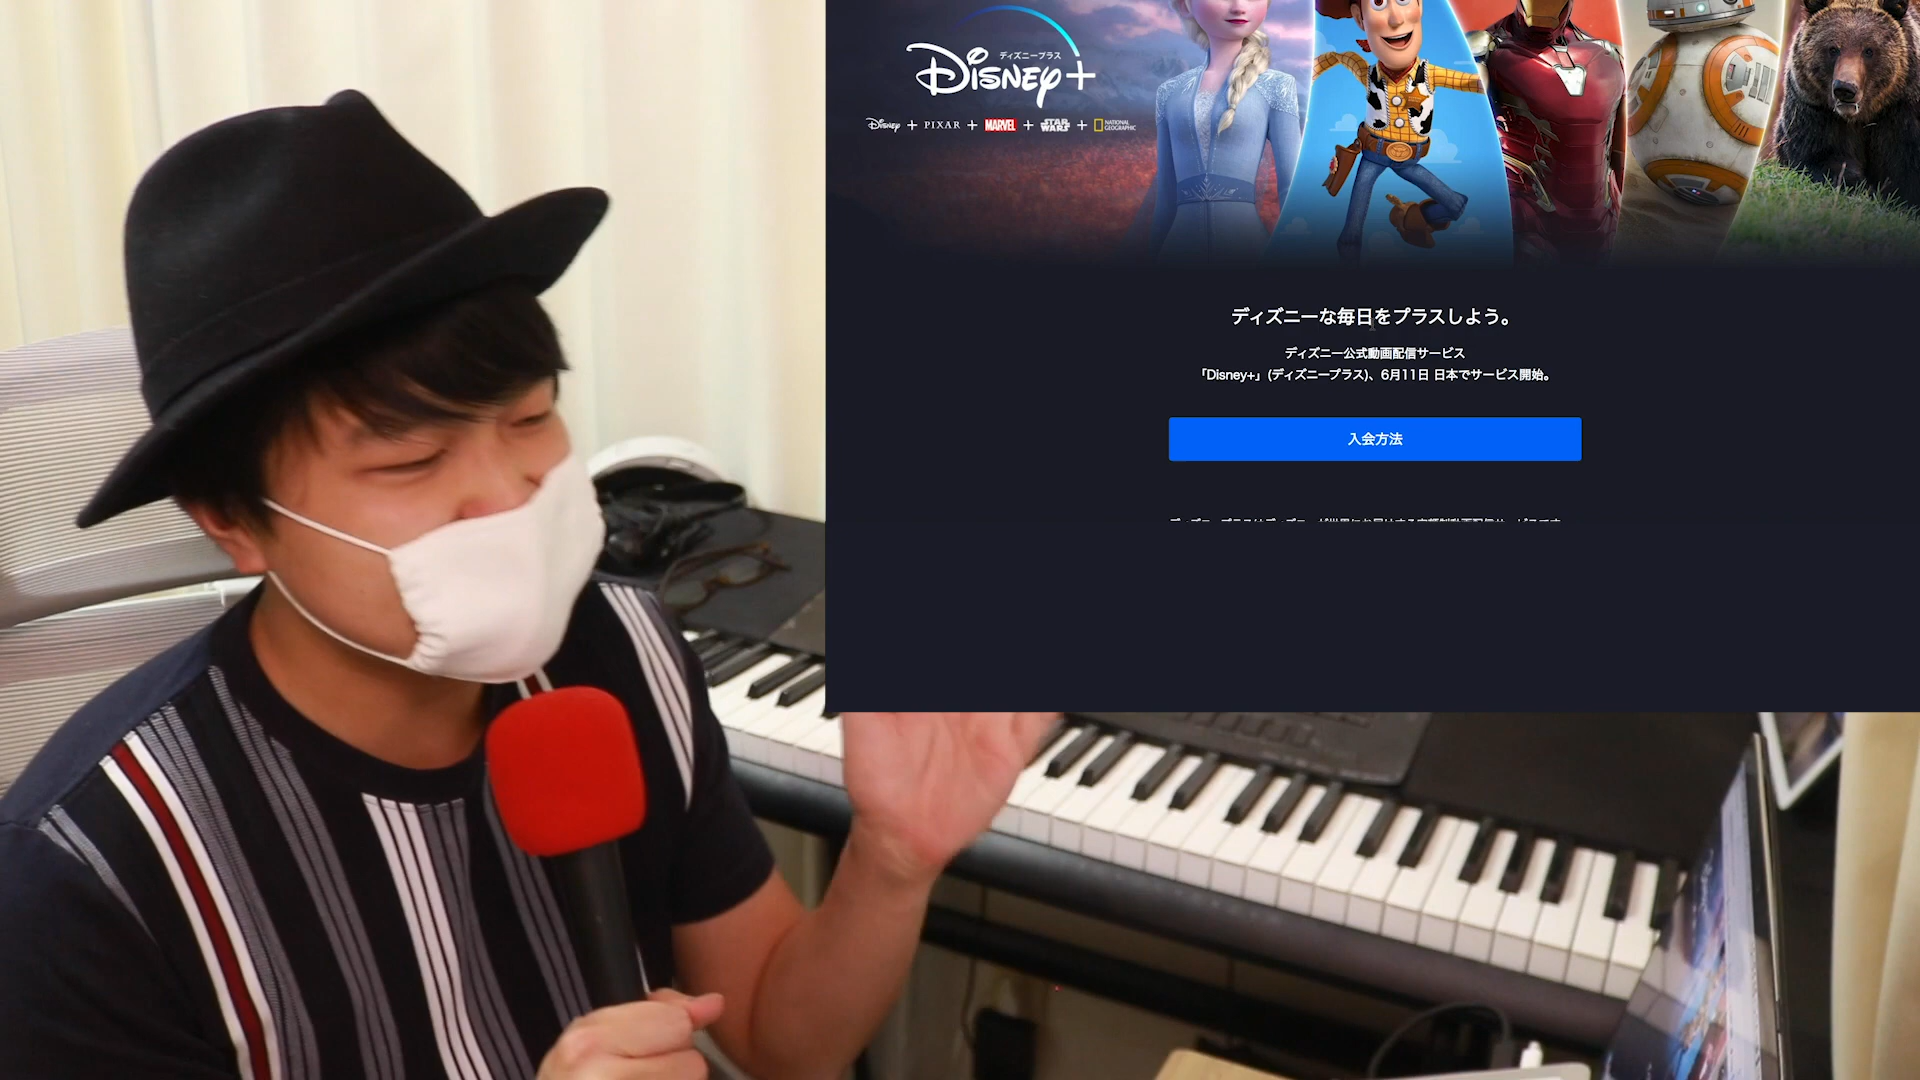 ディズニープラス
Disney+
Disney + PIXAR + MARVEL + STAR WARS + NATIONAL GEOGRAPHIC
ディズニーな毎日をプラスしよう。
ディズニー公式動画配信サービス
「Disney+」(ディズニープラス)、6月11日 日本でサービス開始。
入会方法